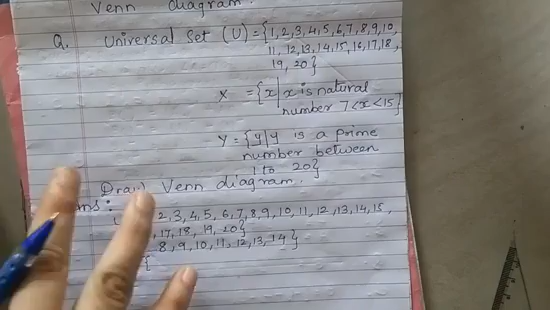 Venn diagram.
Q. Universal Set (U) = {1,2,3,4,5,6,7,8,9,10,
11, 12,13,14,15,16,17,18,
19, 20}
X = {x|x is natural
number 7<x<15}
Y = {y|y is a prime
number between
1 to 20}
Draw Venn diagram.
ns:
2,3,4,5,6,7,8,9,10,11,12,13,14,15,
,17,18,19,20}
8,9,10,11,12,13,14}
{